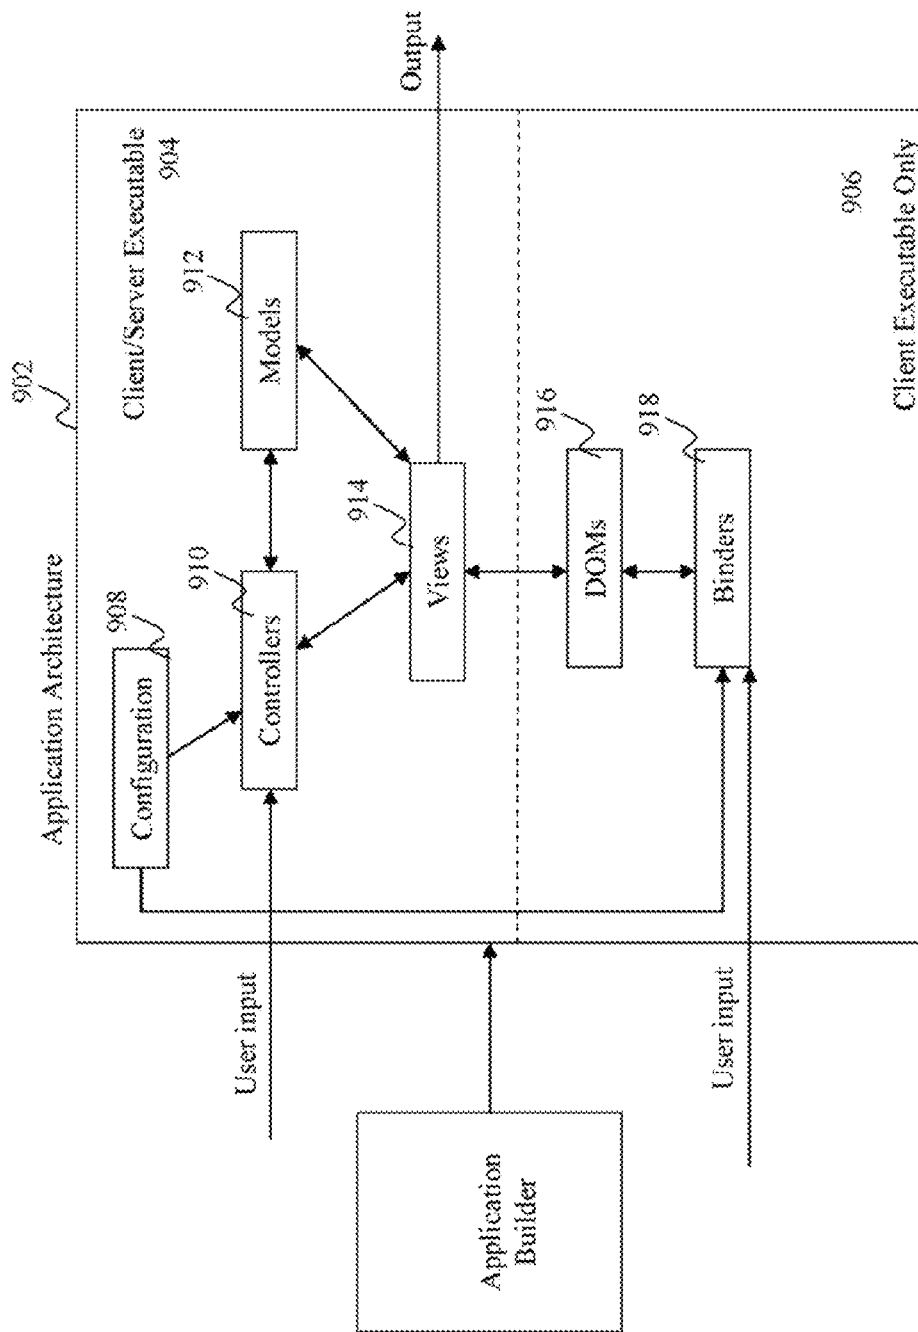 Application Architecture
902
Client/Server Executable
904
Configuration
908
User input
Controllers
910
Models
912
Views
914
Output
Application
Builder
DOMs
916
User input
Binders
918
906
Client Executable Only